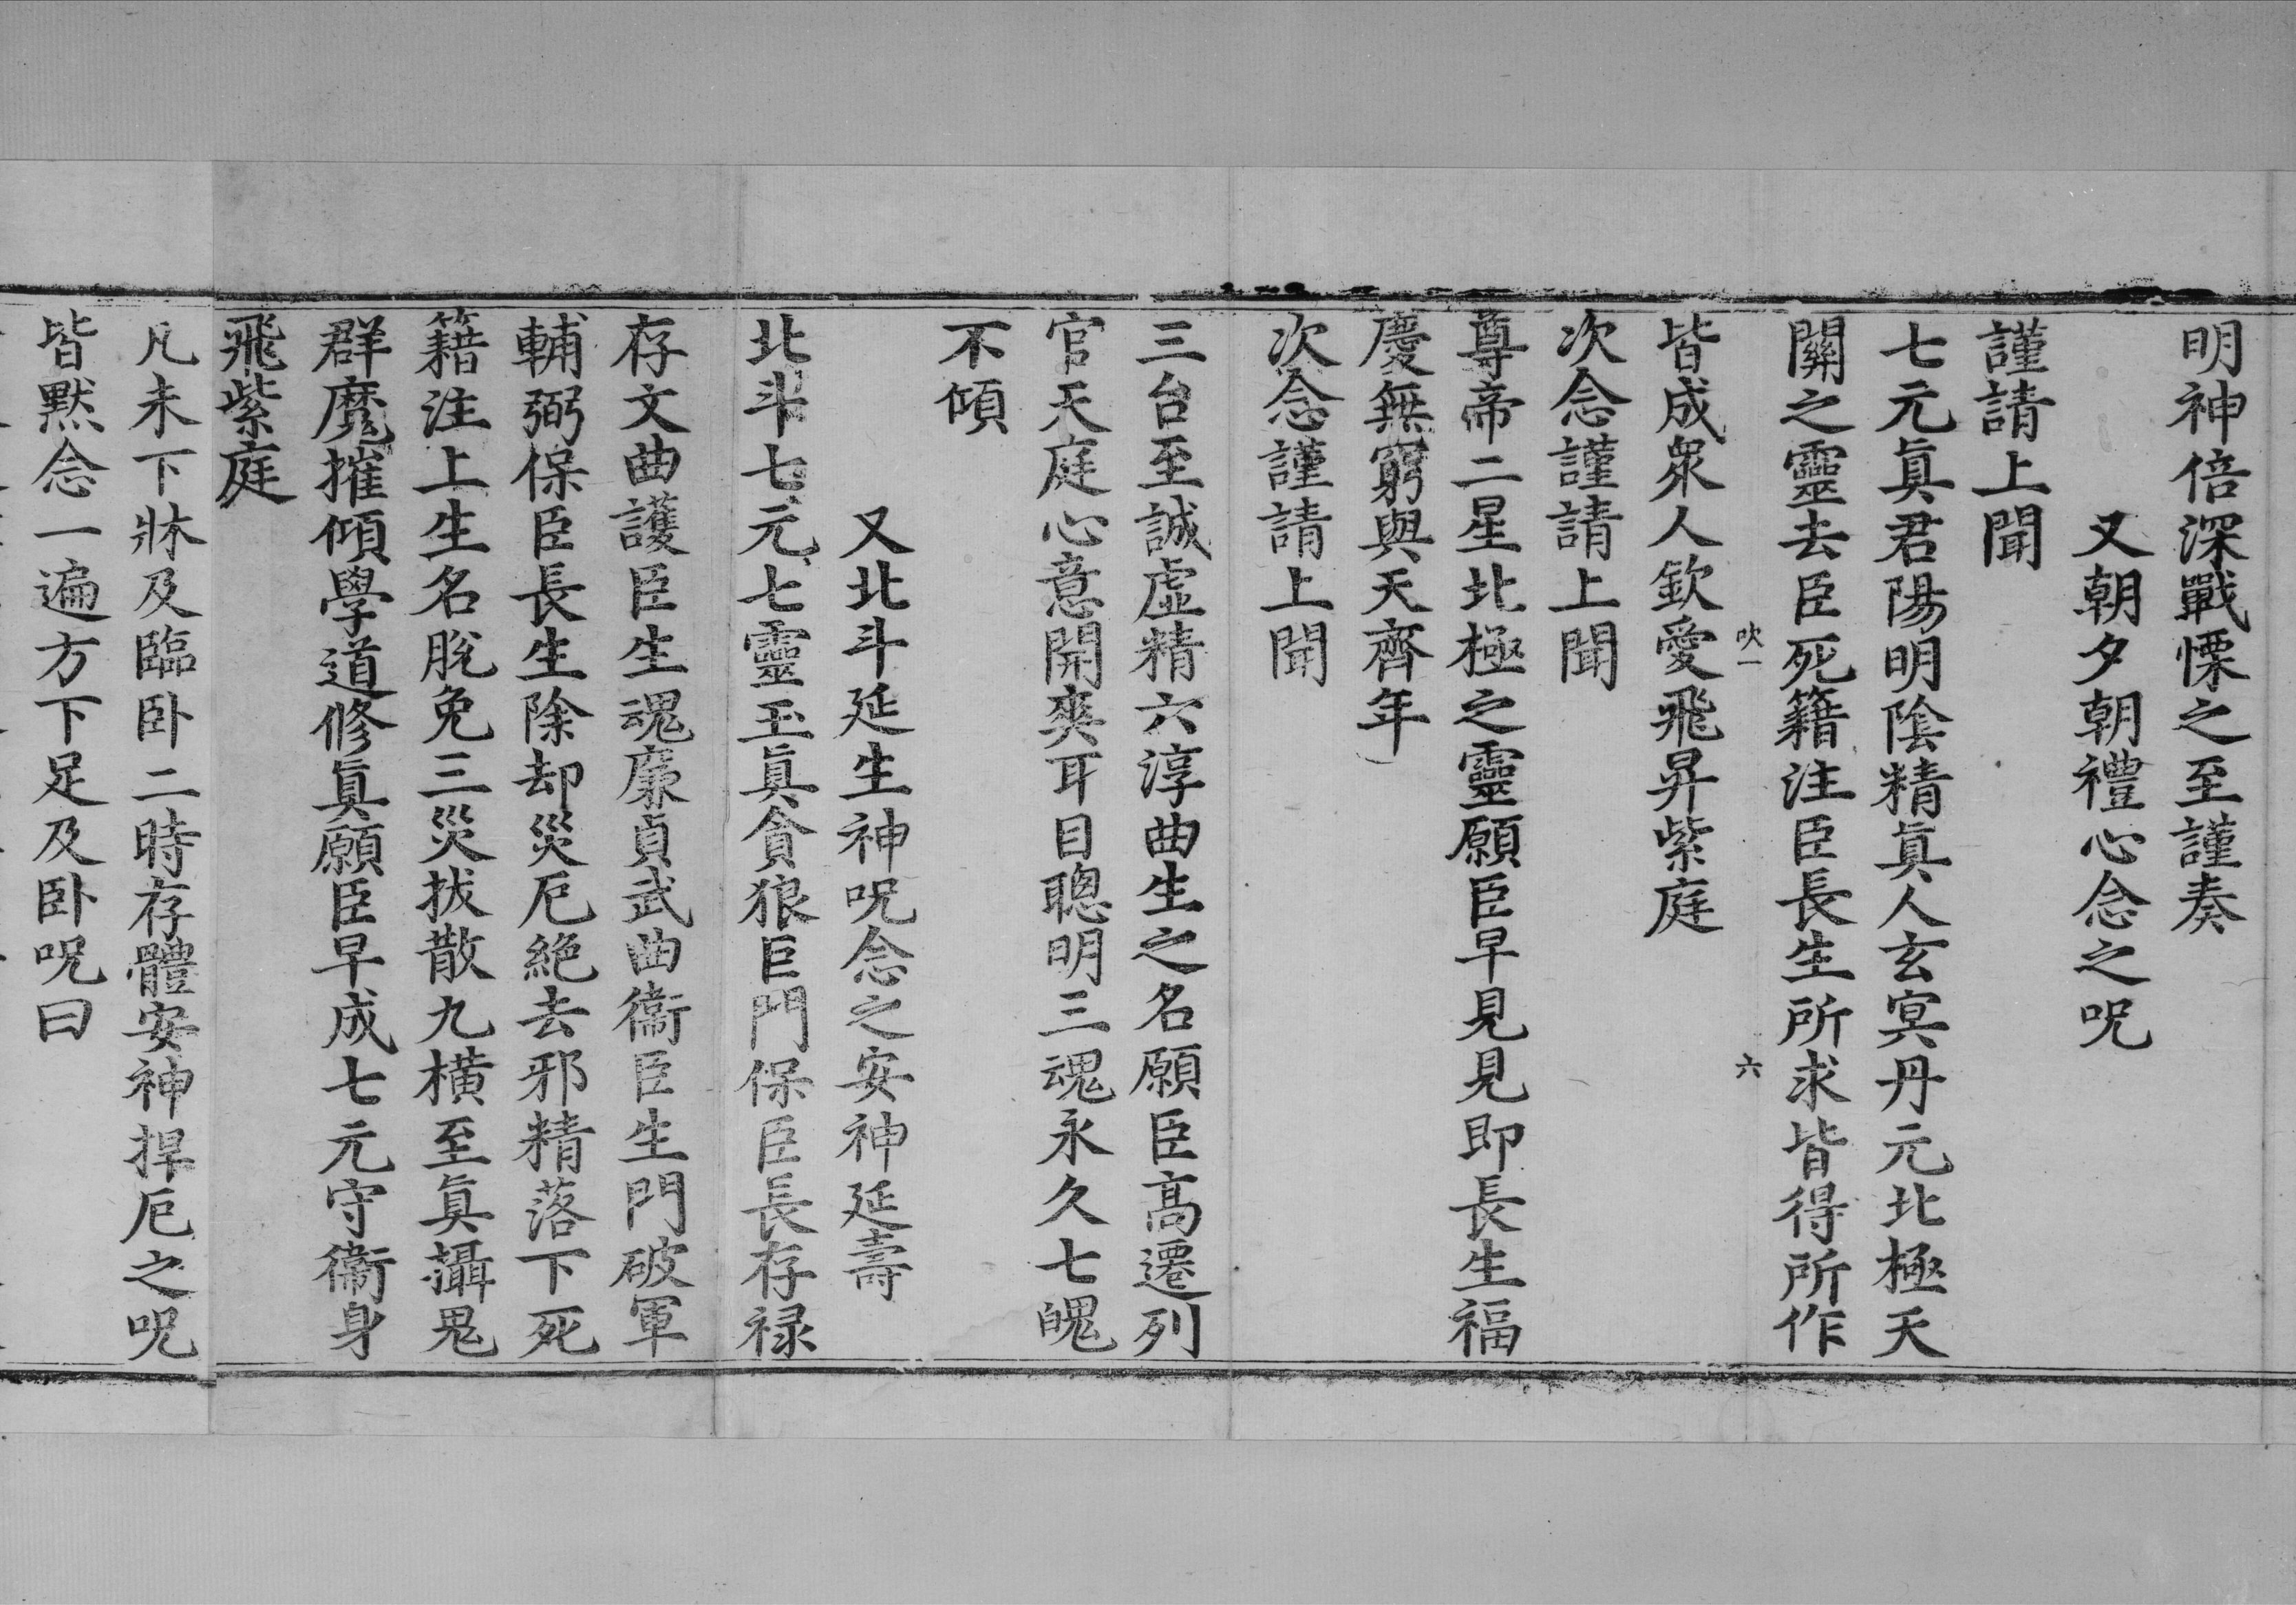 明神倍深戰慄之至謹奏
又朝夕朝禮心念之呪
謹請上聞
七元眞君陽明陰精眞人玄冥丹元北極天
關之靈去臣死籍注臣長生所求皆得所作
吹一 六
皆成衆人欽愛飛昇紫庭
次念謹請上聞
尊帝二星北極之靈願臣早見見即長生福
慶無窮與天齊年
次念謹請上聞
三台至誠虛精六淳曲生之名願臣高遷列
官天庭心意開爽耳目聰明三魂永久七魄
不傾
又北斗延生神呪念之安神延壽
北斗七元七靈玉眞貪狼巨門保臣長存禄
存文曲護臣生魂廉貞武曲衞臣生門破軍
輔弼保臣長生除却災厄絶去邪精落下死
籍注上生名脫免三災拔散九橫至眞攝鬼
群魔摧傾學道修眞願臣早成七元守衞身
飛紫庭
凡未下牀及臨卧二時存體安神捍厄之呪
皆默念一遍方下足及卧呪曰